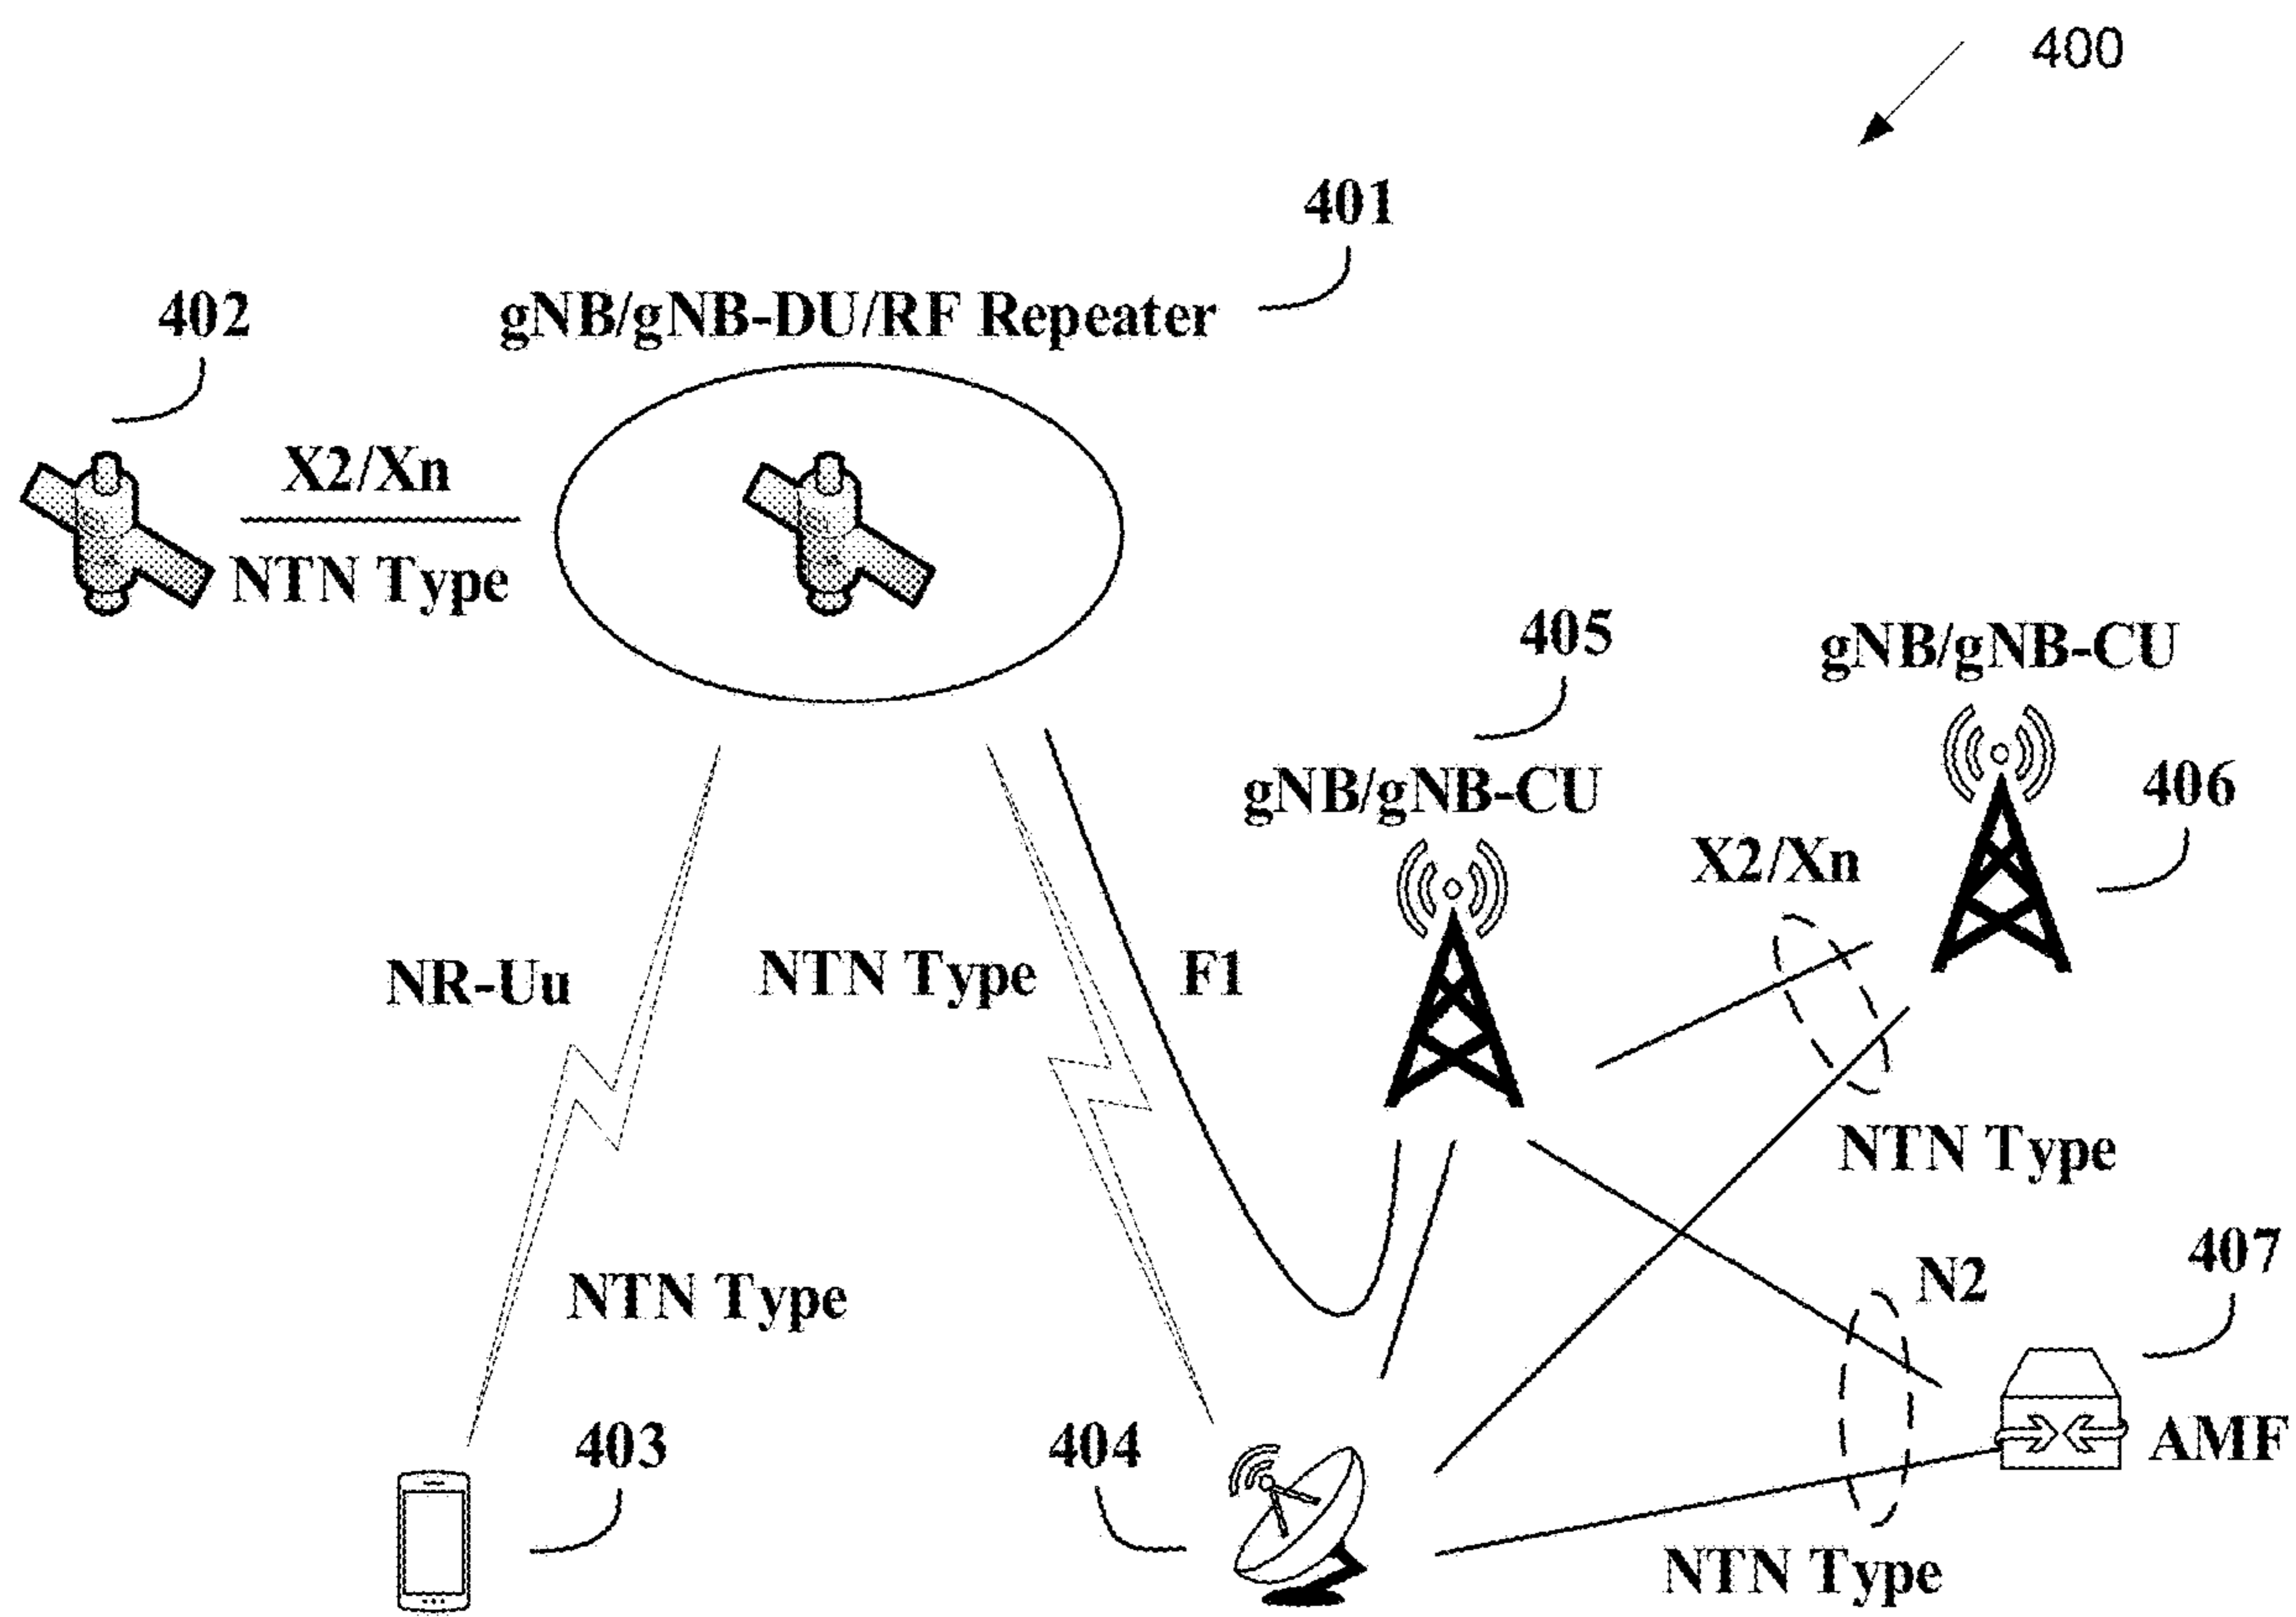 400
401
gNB/gNB-DU/RF Repeater
402
X2/Xn
NTN Type
405
gNB/gNB-CU
gNB/gNB-CU
406
X2/Xn
NR-Uu
NTN Type
F1
NTN Type
407
N2
NTN Type
403
404
AMF
NTN Type